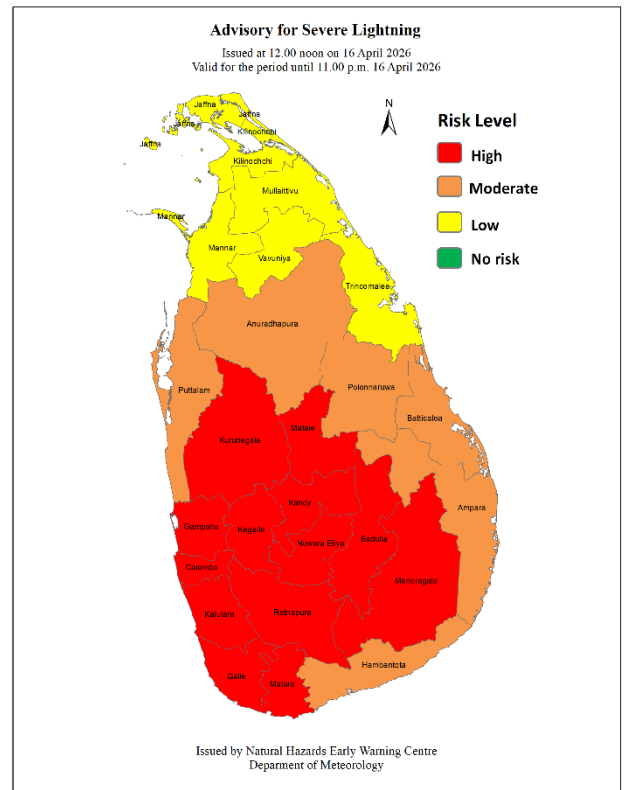 Advisory for Severe Lightning
Issued at 12.00 noon on 16 April 2026
Valid for the period until 11.00 p.m. 16 April 2026
N
Risk Level
High
Moderate
Low
No risk
Jaffna
Jaffna
Jaffna
Kilinochchi
Jaffna
Kilinochchi
Mullaittivu
Mannar
Mannar
Vavuniya
Trincomalee
Anuradhapura
Puttalam
Polonnaruwa
Batticaloa
Kurunegala
Matale
Kandy
Ampara
Gampaha
Kegalle
Nuwara Eliya
Badulla
Colombo
Moneragala
Kalutara
Ratnapura
Galle
Matara
Hambantota
Issued by Natural Hazards Early Warning Centre
Deparment of Meteorology